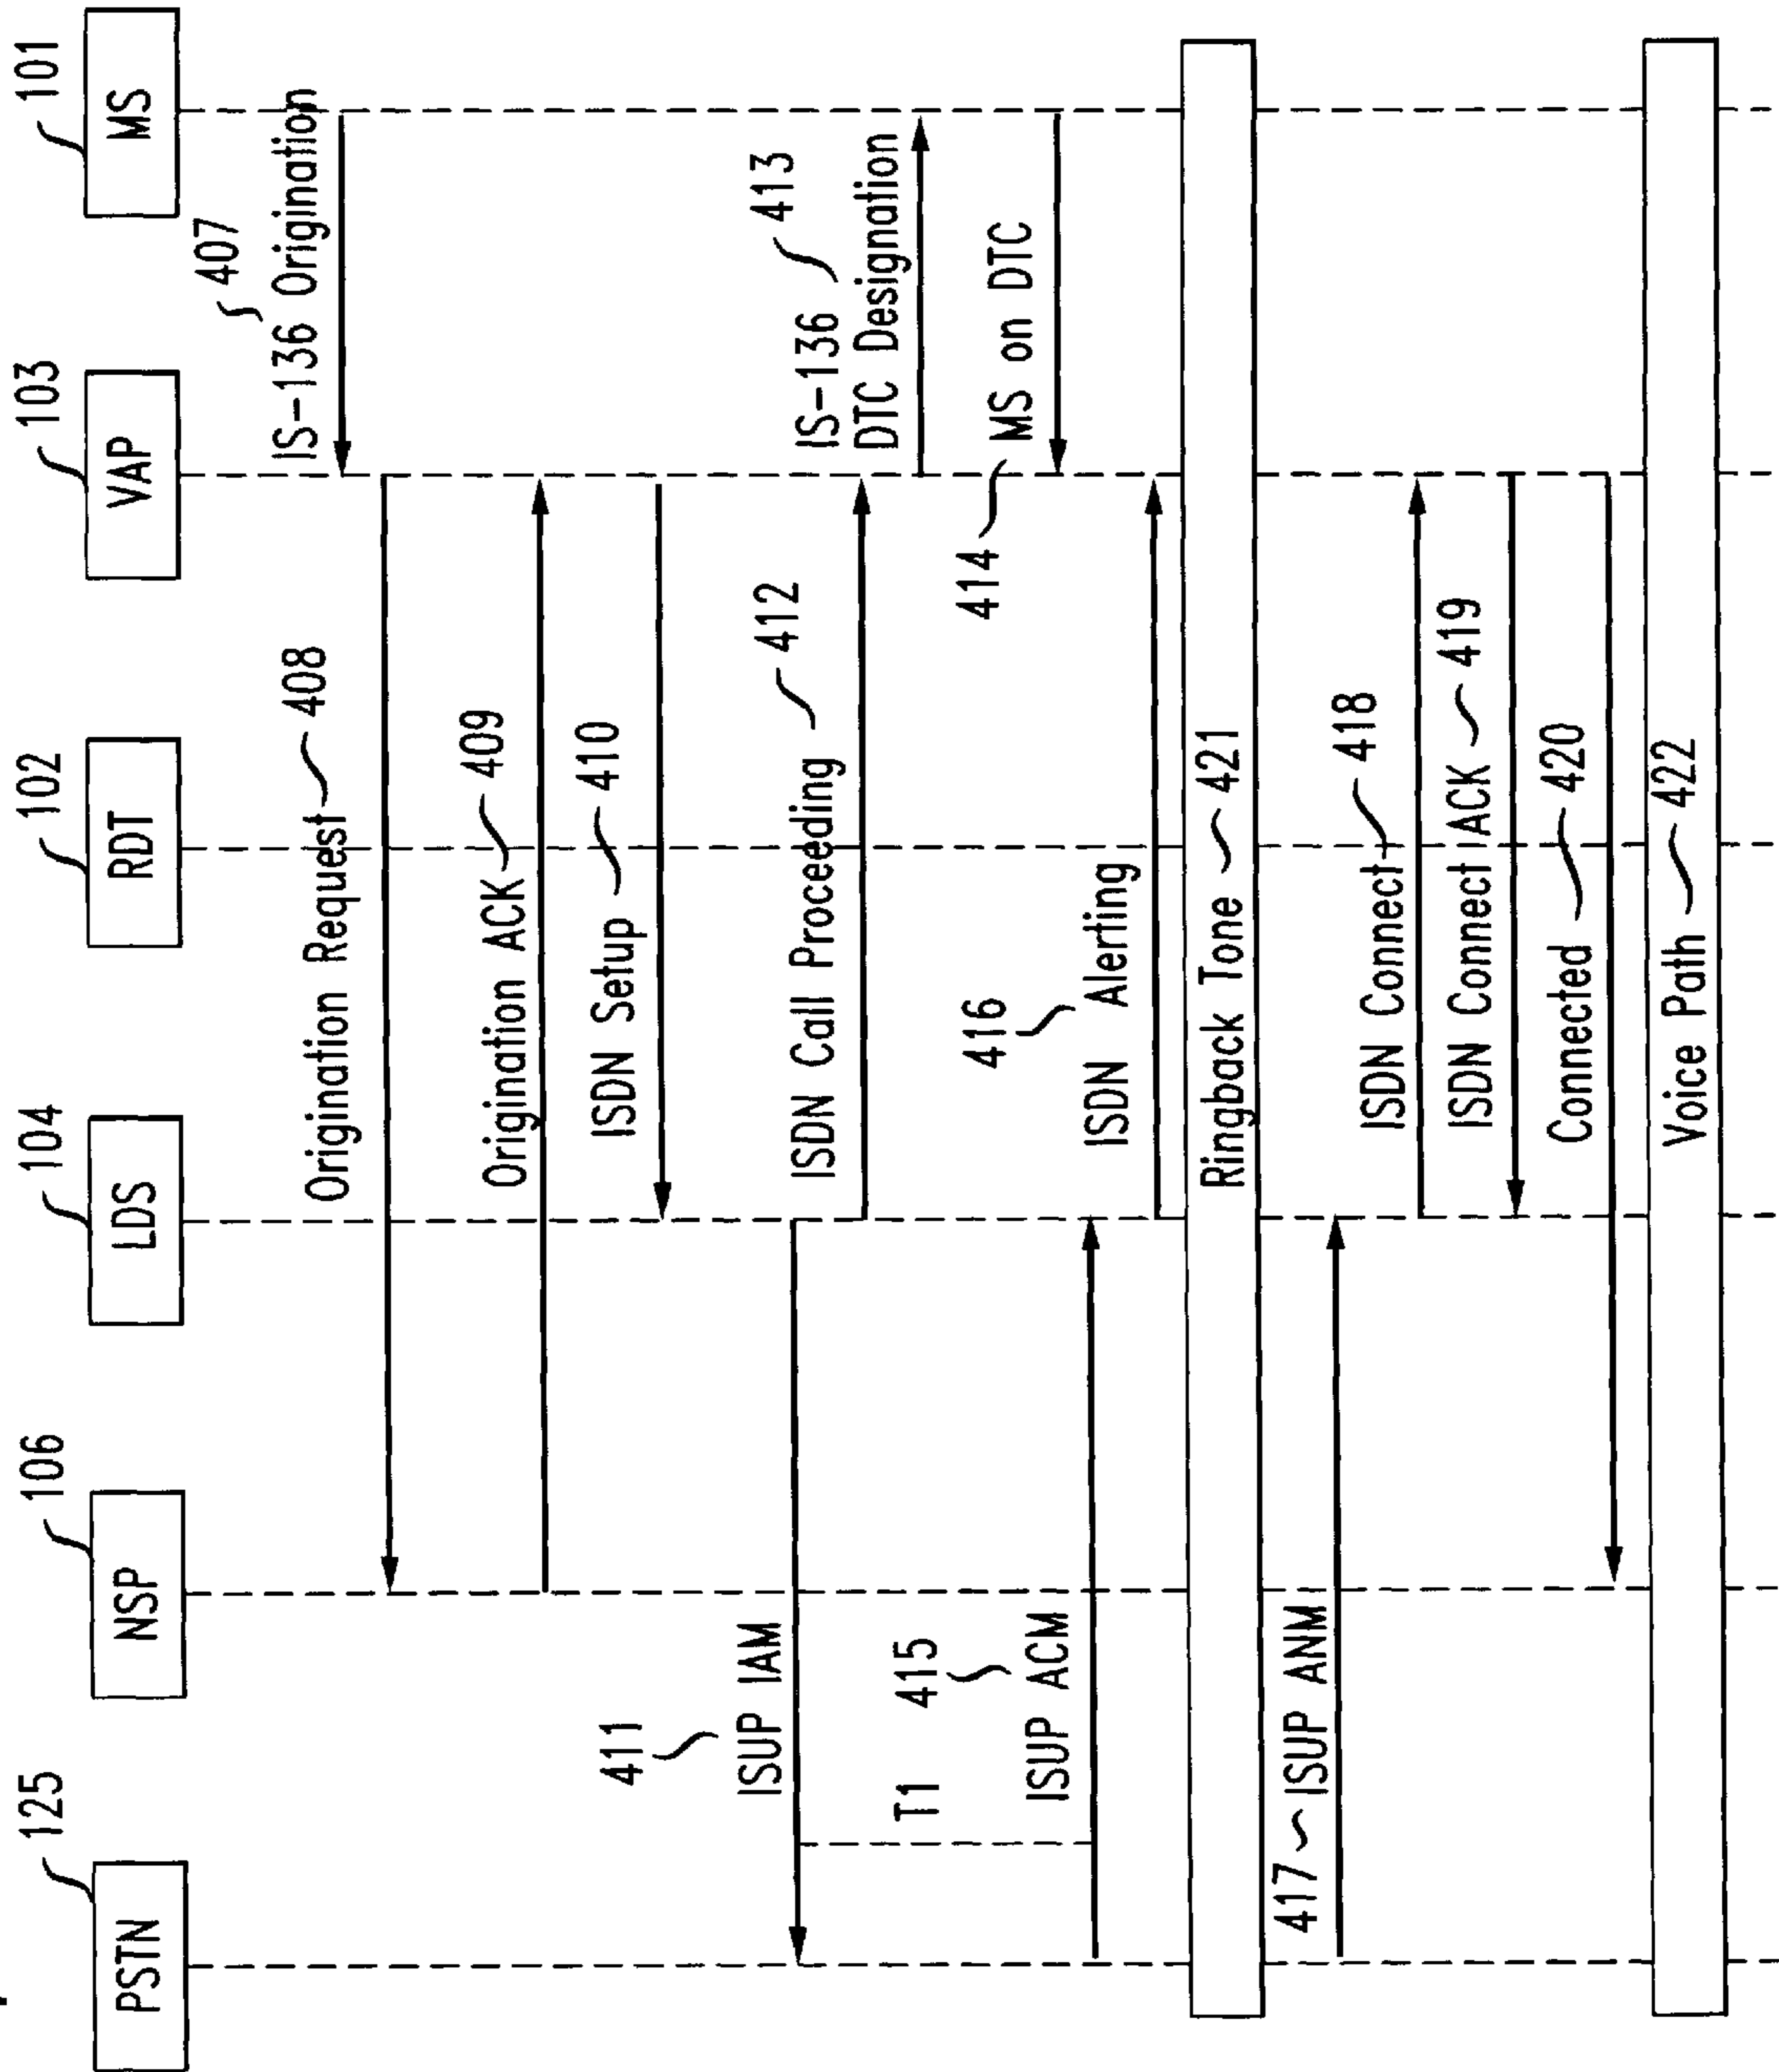 PSTN
125
NSP
106
LDS
104
RDT
102
VAP
103
MS
101
407
IS-136 Origination
Origination Request
408
Origination ACK
409
ISDN Setup
410
411
ISUP IAM
ISDN Call Proceeding
412
IS-136
DTC Designation
413
T1
414
MS on DTC
415
ISUP ACM
416
ISDN Alerting
Ringback Tone
421
417
ISUP ANM
ISDN Connect
418
ISDN Connect ACK
419
Connected
420
Voice Path
422